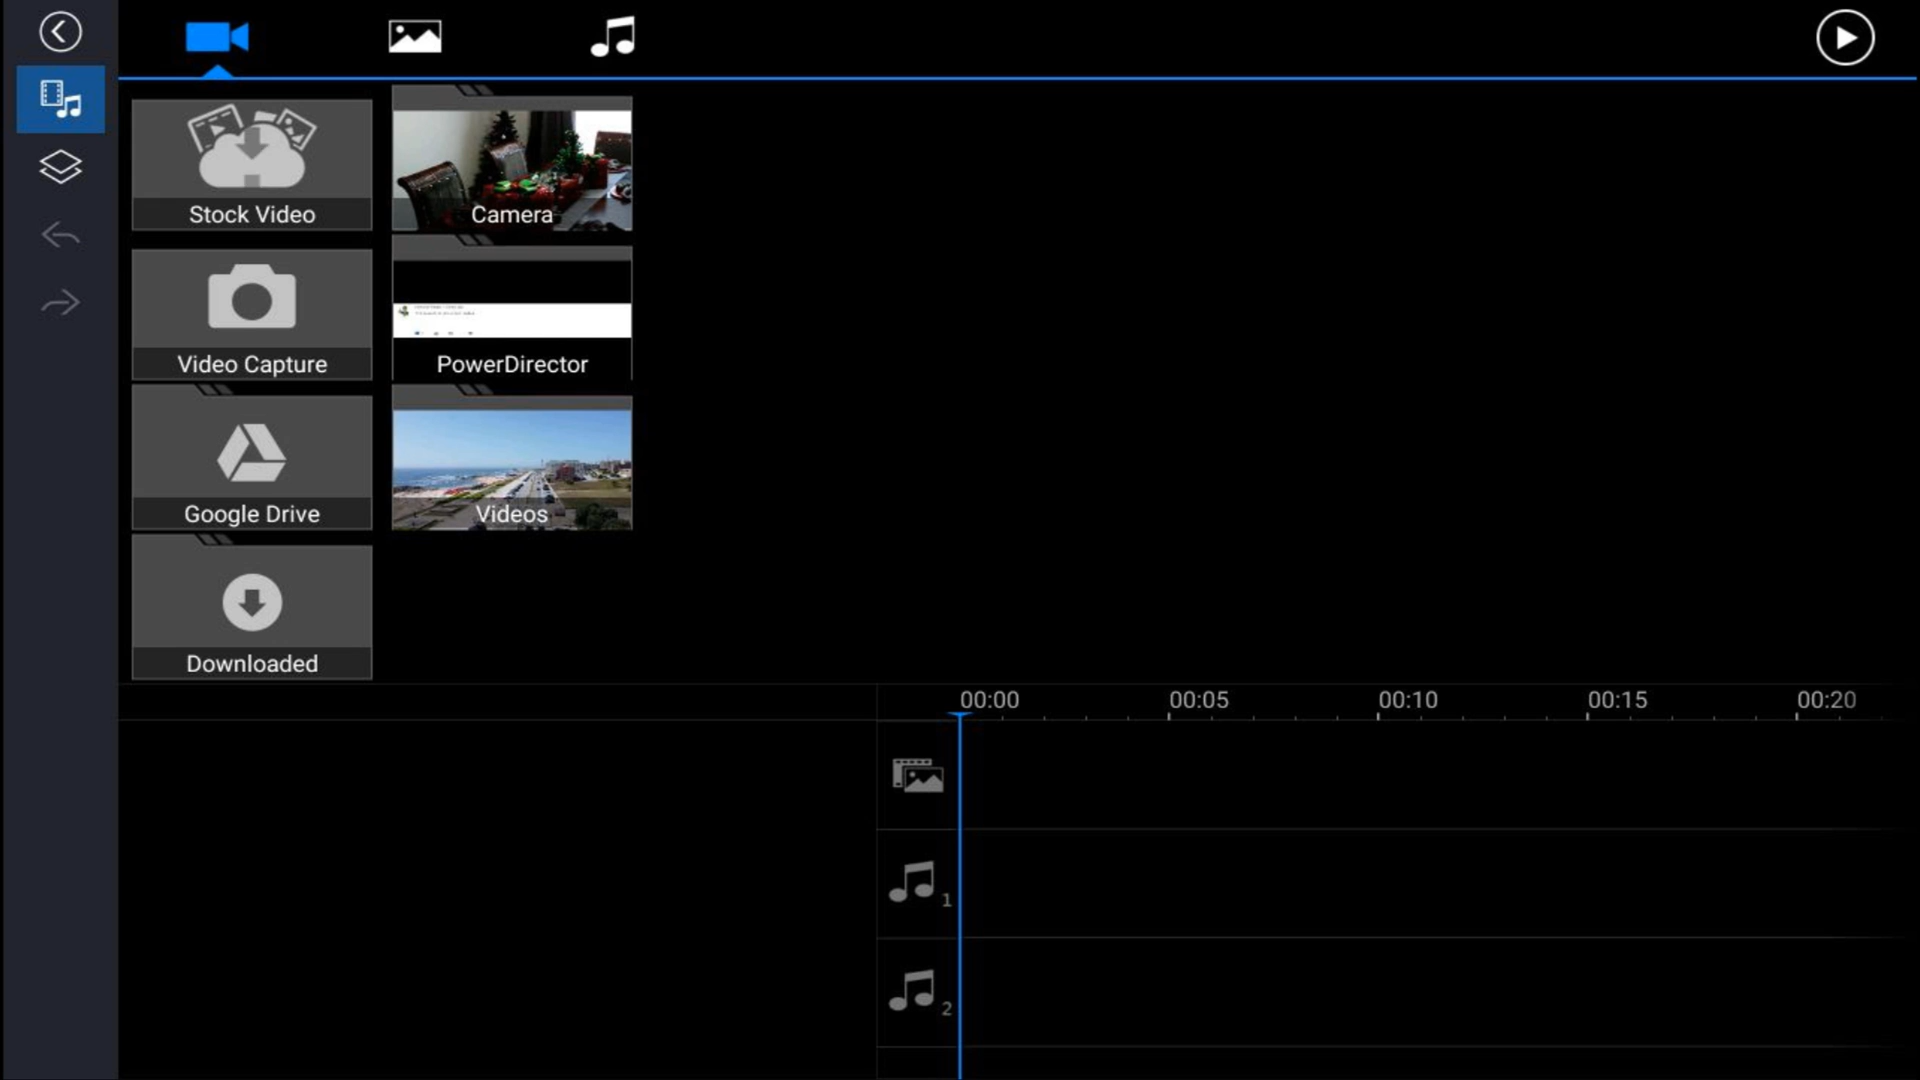 Stock Video
Camera
Video Capture
PowerDirector
Google Drive
Videos
Downloaded
00:00
00:05
00:10
00:15
00:20
1
2